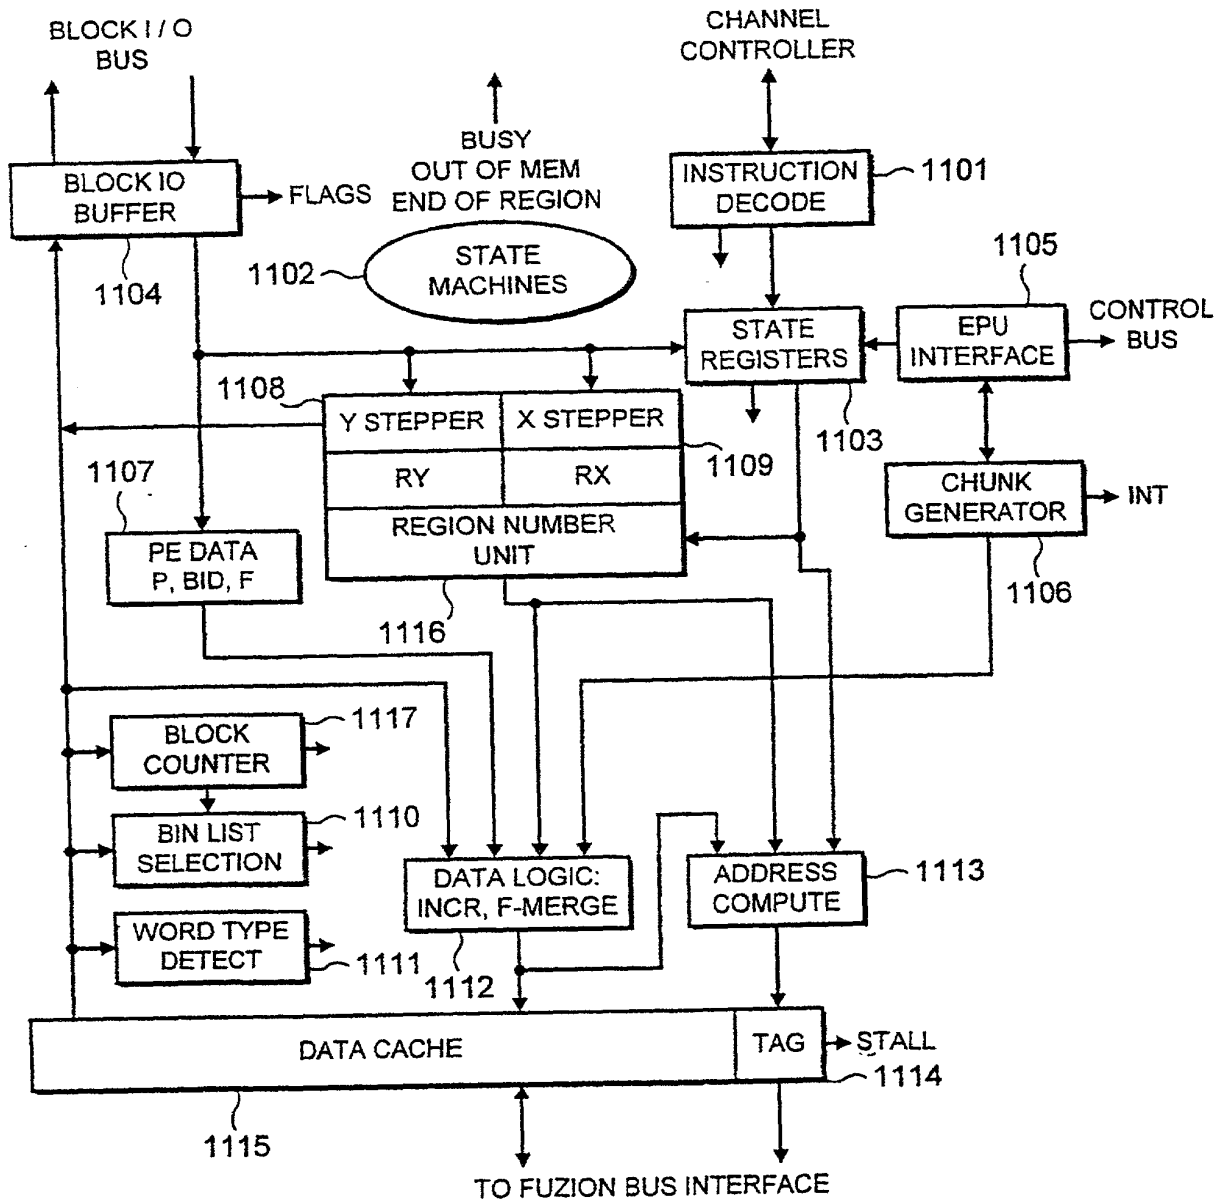 BLOCK I / O
BUS
CHANNEL
CONTROLLER
BUSY
OUT OF MEM
END OF REGION
BLOCK IO
BUFFER
FLAGS
1104
INSTRUCTION
DECODE
1101
1102
STATE
MACHINES
1105
STATE
REGISTERS
1103
EPU
INTERFACE
CONTROL
BUS
1108
Y STEPPER
X STEPPER
1109
RY
RX
REGION NUMBER
UNIT
1116
1107
PE DATA
P, BID, F
CHUNK
GENERATOR
INT
1106
BLOCK
COUNTER
1117
BIN LIST
SELECTION
1110
WORD TYPE
DETECT
1111
DATA LOGIC:
INCR, F-MERGE
1112
ADDRESS
COMPUTE
1113
DATA CACHE
TAG
STALL
1114
1115
TO FUZION BUS INTERFACE